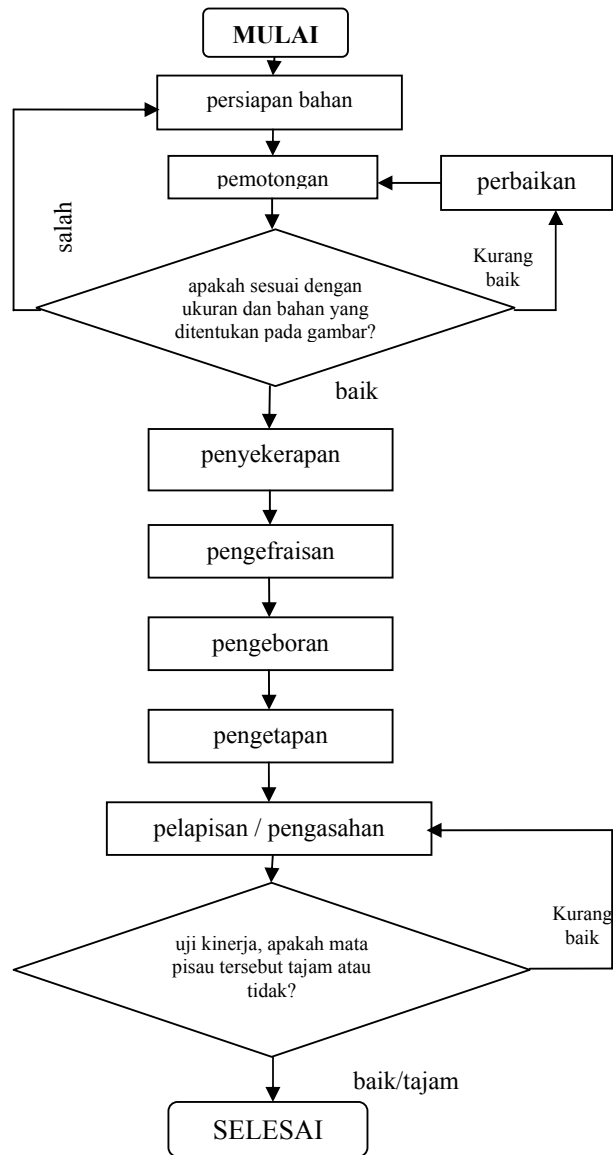 MULAI
persiapan bahan
pemotongan
perbaikan
salah
Kurang
baik
apakah sesuai dengan
ukuran dan bahan yang
ditentukan pada gambar?
baik
penyekerapan
pengefraisan
pengeboran
pengetapan
pelapisan / pengasahan
Kurang
baik
uji kinerja, apakah mata
pisau tersebut tajam atau
tidak?
baik/tajam
SELESAI